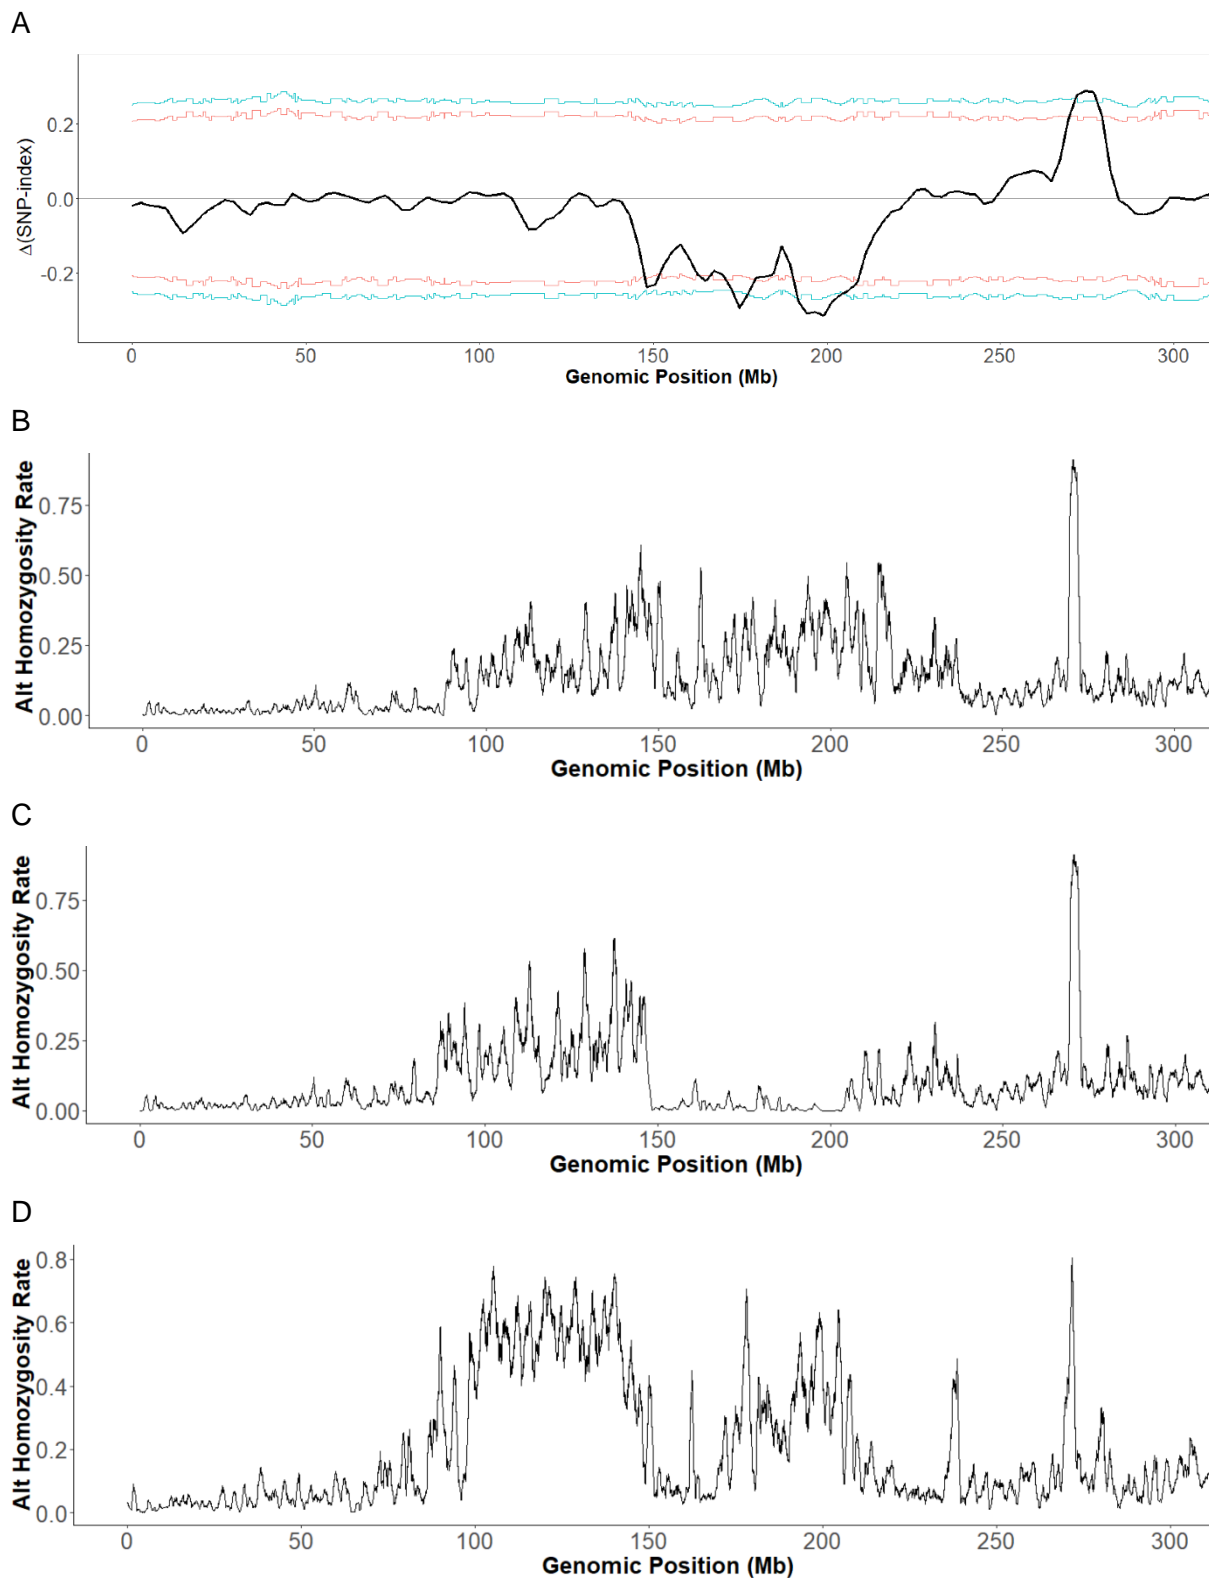 A
Δ(SNP-index)
0.2
0.0
-0.2
0 50 100 150 200 250 300
Genomic Position (Mb)
B
Alt Homozygosity Rate
0.75
0.50
0.25
0.00
0 50 100 150 200 250 300
Genomic Position (Mb)
C
Alt Homozygosity Rate
0.75
0.50
0.25
0.00
0 50 100 150 200 250 300
Genomic Position (Mb)
D
Alt Homozygosity Rate
0.8
0.6
0.4
0.2
0.0
0 50 100 150 200 250 300
Genomic Position (Mb)